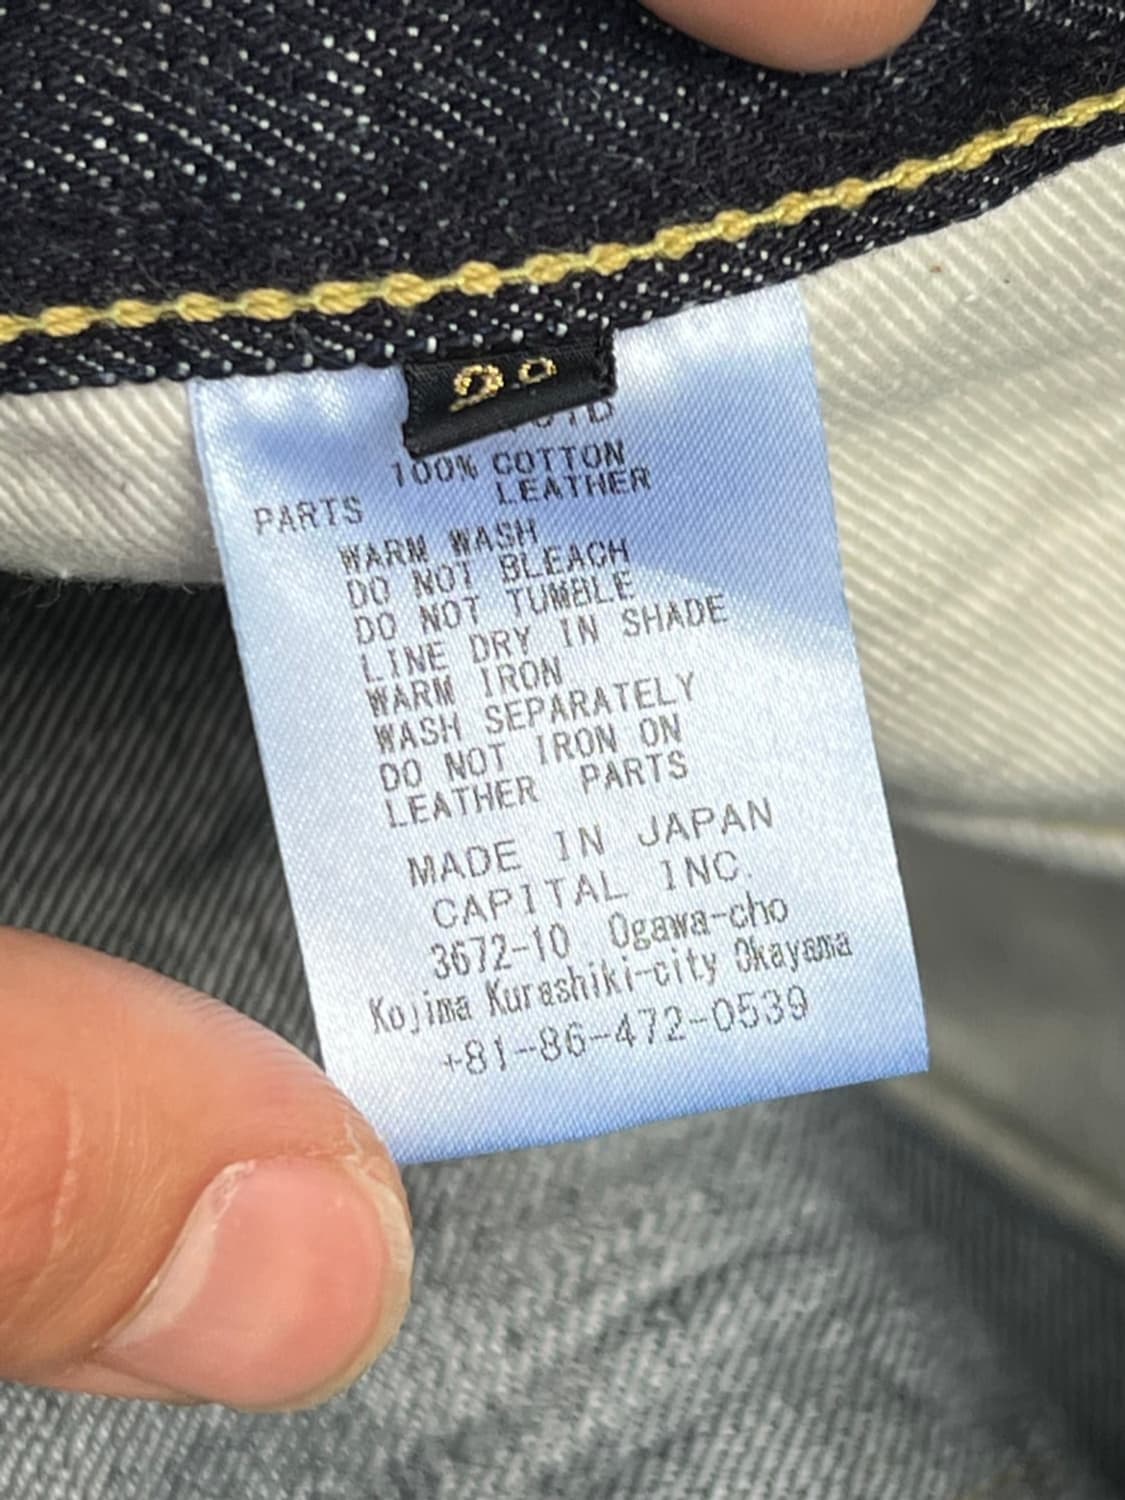 100% COTTON
LEATHER
PARTS
WARM WASH
DO NOT BLEACH
DO NOT TUMBLE
LINE DRY IN SHADE
WARM IRON
WASH SEPARATELY
DO NOT IRON ON
LEATHER PARTS
MADE IN JAPAN
CAPITAL INC.
3672-10 Ogawa-cho
Kojima Kurashiki-city Okayama
+81-86-472-0539